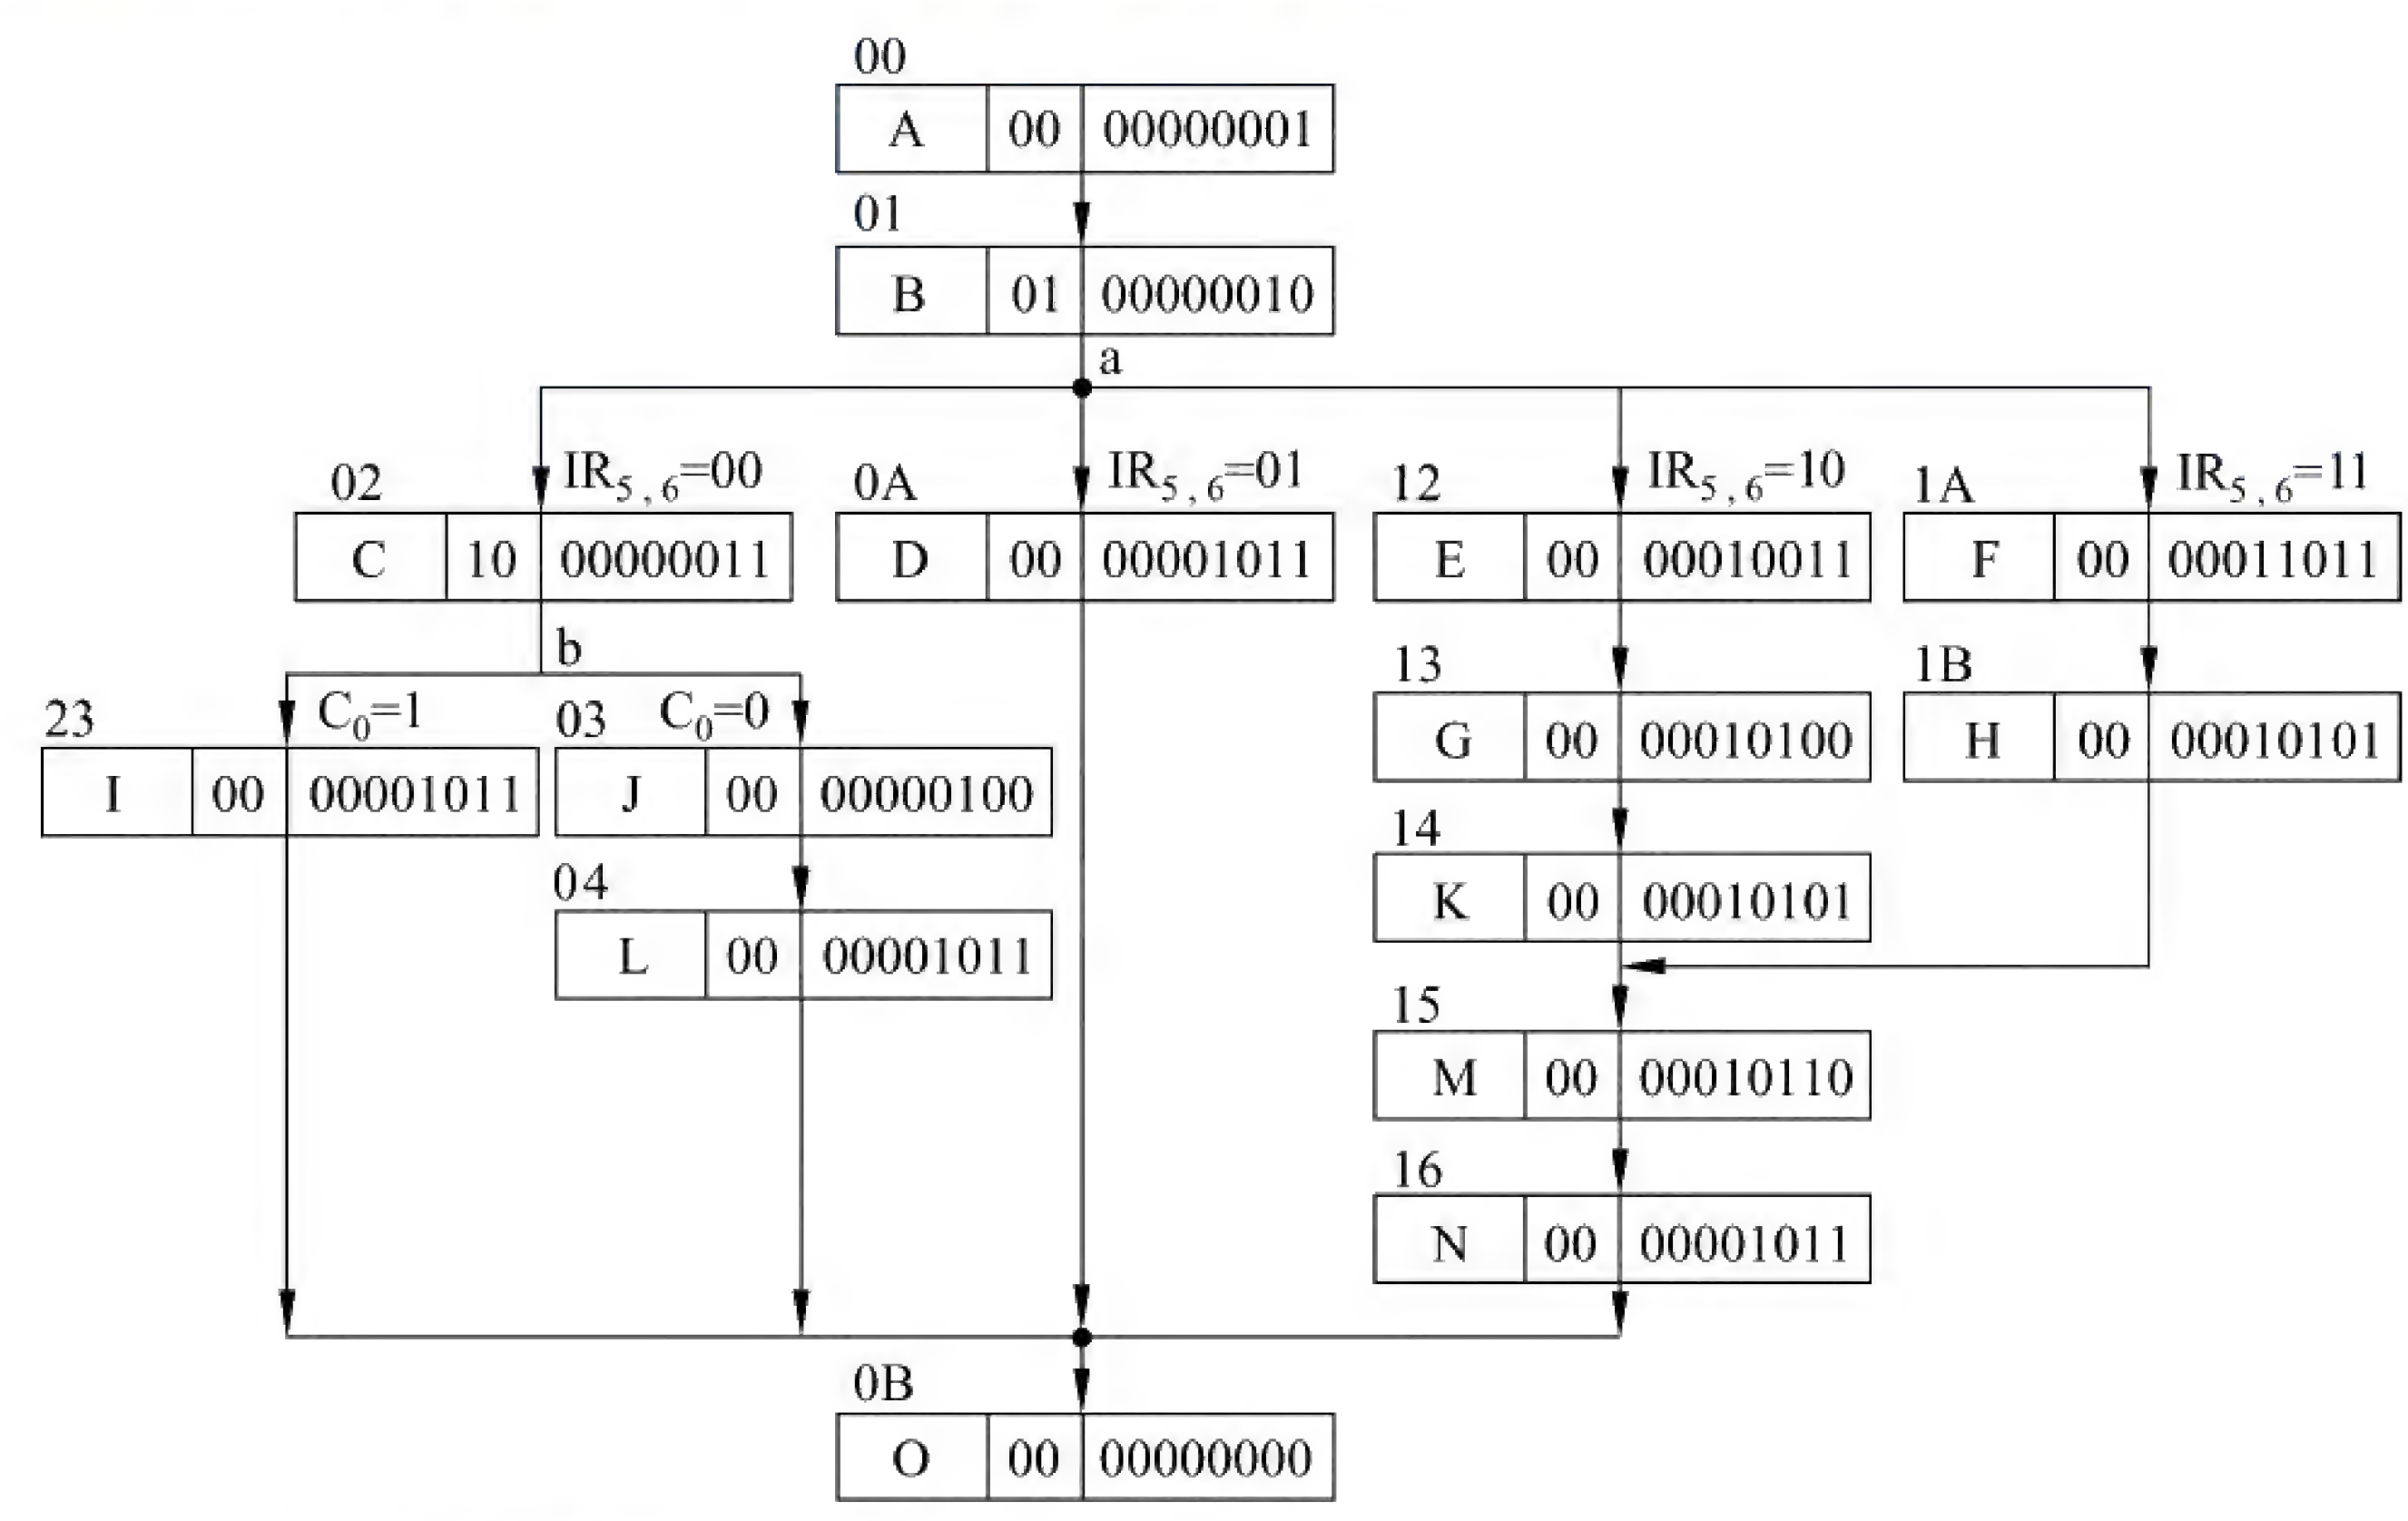 00
A 00 00000001
01
B 01 00000010
a
02 IR5,6=00 0A IR5,6=01 12 IR5,6=10 1A IR5,6=11
C 10 00000011 D 00 00001011 E 00 00010011 F 00 00011011
b 13 1B
23 C0=1 03 C0=0
G 00 00010100 H 00 00010101
I 00 00001011 J 00 00000100
14
04
K 00 00010101
L 00 00001011
15
M 00 00010110
16
N 00 00001011
0B
O 00 00000000